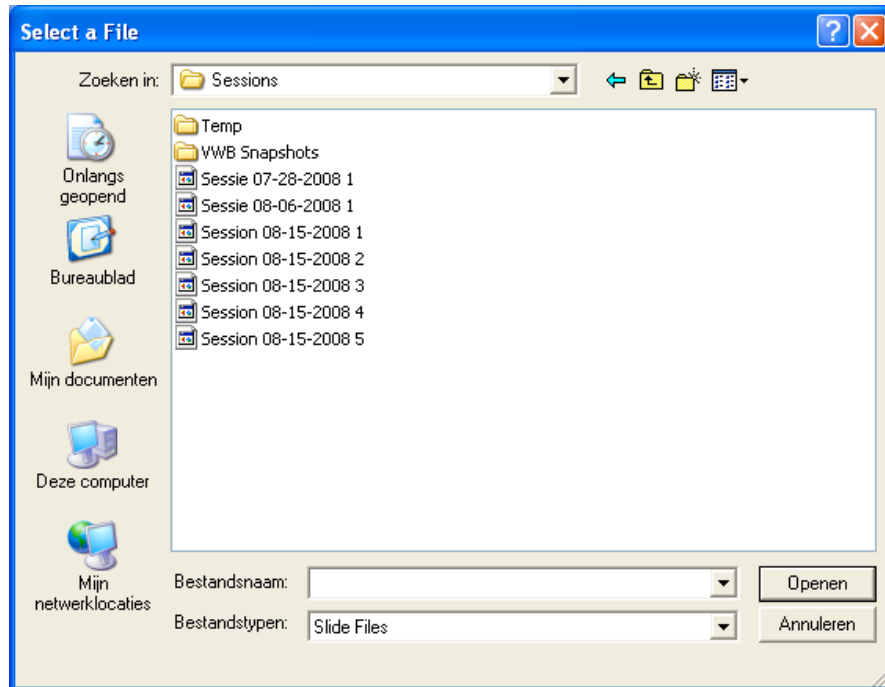 Select a File
Zoeken in:
Sessions
Onlangs
geopend
Bureaublad
Mijn documenten
Deze computer
Mijn
netwerklocaties
Temp
VWB Snapshots
Sessie 07-28-2008 1
Sessie 08-06-2008 1
Session 08-15-2008 1
Session 08-15-2008 2
Session 08-15-2008 3
Session 08-15-2008 4
Session 08-15-2008 5
Bestandsnaam:
Openen
Bestandstypen:
Slide Files
Annuleren